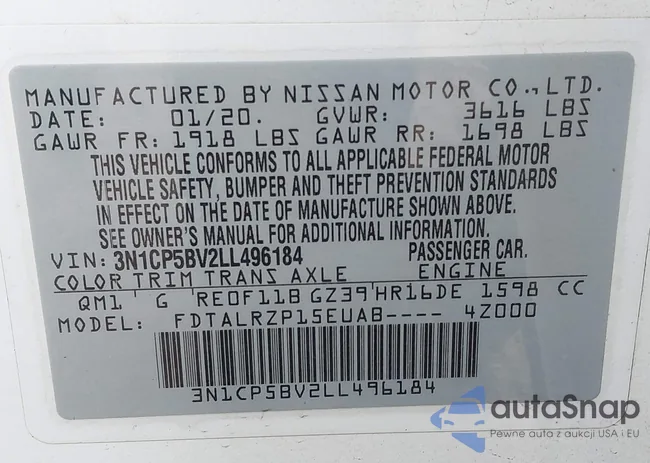 MANUFACTURED BY NISSAN MOTOR CO.,LTD.
DATE: 01/20. GVWR: 3616 LBS
GAWR FR: 1918 LBS GAWR RR: 1698 LBS
THIS VEHICLE CONFORMS TO ALL APPLICABLE FEDERAL MOTOR
VEHICLE SAFETY, BUMPER AND THEFT PREVENTION STANDARDS
IN EFFECT ON THE DATE OF MANUFACTURE SHOWN ABOVE.
SEE OWNER'S MANUAL FOR ADDITIONAL INFORMATION.
VIN: 3N1CP5BV2LL496184 PASSENGER CAR.
COLOR TRIM TRANS AXLE ENGINE
QM1 G RE0F11B GZ39 HR16DE 1598 CC
MODEL: FDTALRZP15EUAB---- 4Z000
3N1CP5BV2LL496184
autaSnap
Pewne auta z aukcji USA i EU